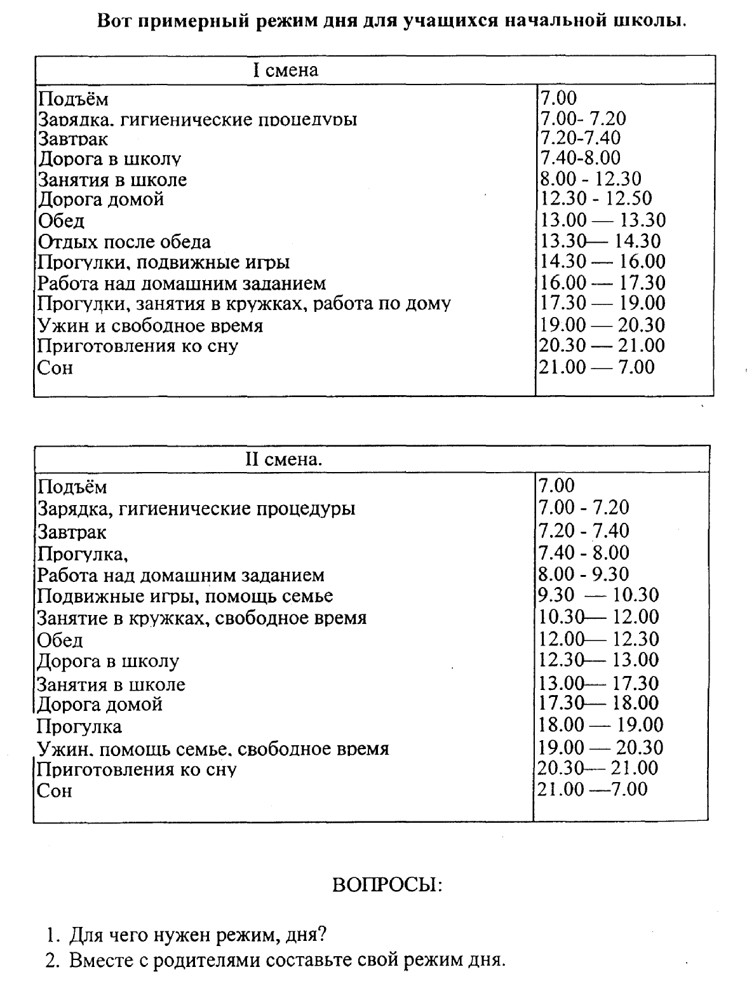 Вот примерный режим дня для учащихся начальной школы.
I смена
Подъём 7.00
Зарядка. гигиенические процедуры 7.00- 7.20
Завтрак 7.20-7.40
Дорога в школу 7.40-8.00
Занятия в школе 8.00 - 12.30
Дорога домой 12.30 - 12.50
Обед 13.00 — 13.30
Отдых после обеда 13.30— 14.30
Прогулки, подвижные игры 14.30 — 16.00
Работа над домашним заданием 16.00 — 17.30
Прогулки, занятия в кружках, работа по дому 17.30 — 19.00
Ужин и свободное время 19.00 — 20.30
Приготовления ко сну 20.30 — 21.00
Сон 21.00 — 7.00
II смена.
Подъём 7.00
Зарядка, гигиенические процедуры 7.00 - 7.20
Завтрак 7.20 - 7.40
Прогулка, 7.40 - 8.00
Работа над домашним заданием 8.00 - 9.30
Подвижные игры, помощь семье 9.30 — 10.30
Занятие в кружках, свободное время 10.30— 12.00
Обед 12.00— 12.30
Дорога в школу 12.30— 13.00
Занятия в школе 13.00— 17.30
Дорога домой 17.30— 18.00
Прогулка 18.00 — 19.00
Ужин. помощь семье. свободное время 19.00 — 20.30
Приготовления ко сну 20.30— 21.00
Сон 21.00 —7.00
ВОПРОСЫ:
1. Для чего нужен режим, дня?
2. Вместе с родителями составьте свой режим дня.